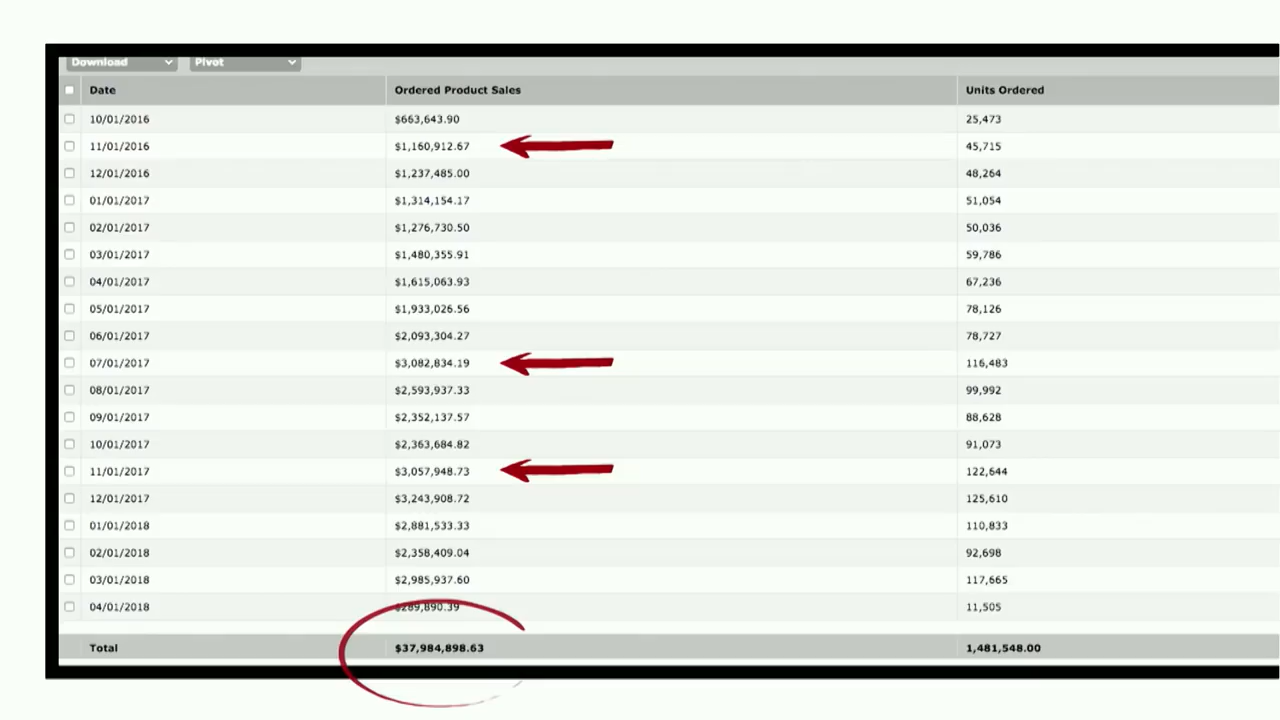 Download Pivot
Date Ordered Product Sales Units Ordered
10/01/2016 $663,643.90 25,473
11/01/2016 $1,160,912.67 45,715
12/01/2016 $1,237,485.00 48,264
01/01/2017 $1,314,154.17 51,054
02/01/2017 $1,276,730.50 50,036
03/01/2017 $1,480,355.91 59,786
04/01/2017 $1,615,063.93 67,236
05/01/2017 $1,933,026.56 78,126
06/01/2017 $2,093,304.27 78,727
07/01/2017 $3,082,834.19 116,483
08/01/2017 $2,593,937.33 99,992
09/01/2017 $2,352,137.57 88,628
10/01/2017 $2,363,684.82 91,073
11/01/2017 $3,057,948.73 122,644
12/01/2017 $3,243,908.72 125,610
01/01/2018 $2,881,533.33 110,833
02/01/2018 $2,358,409.04 92,698
03/01/2018 $2,985,937.60 117,665
04/01/2018 $289,890.39 11,505
Total $37,984,898.63 1,481,548.00